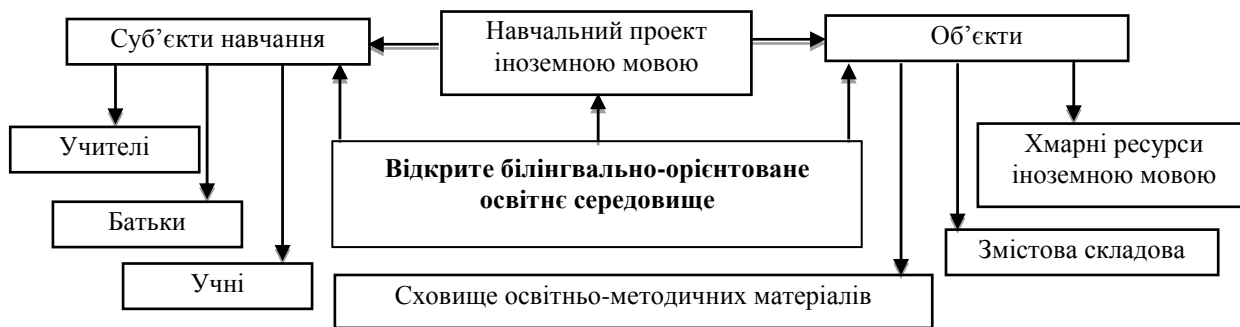 Суб’єкти навчання
Навчальний проект
іноземною мовою
Об’єкти
Учителі
Батьки
Учні
Відкрите білінгвально-орієнтоване
освітнє середовище
Хмарні ресурси
іноземною мовою
Змістова складова
Сховище освітньо-методичних матеріалів